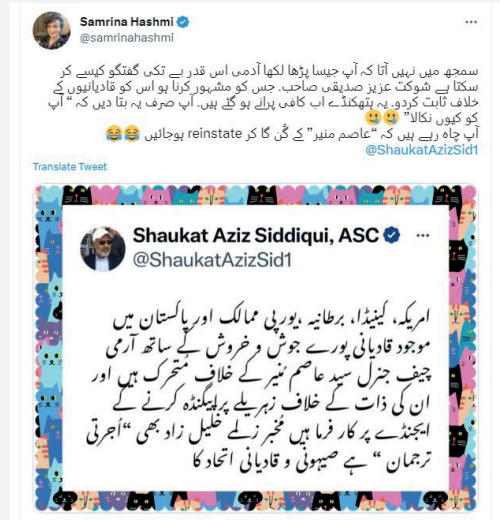 Samrina Hashmi
@samrinahashmi
سمجھ میں نہیں آتا کہ آپ جیسا پڑھا لکھا آدمی اس قدر بے تکی گفتگو کیسے کر
سکتا ہے شوکت عزیز صدیقی صاحب۔ جس کو مشہور کرنا ہو اس کو قادیانیوں کے
خلاف ثابت کردو۔ یہ ہتھکنڈے اب کافی پرانے ہو گئے ہیں۔ آپ صرف یہ بتا دیں کہ “ آپ
کو کیوں نکالا” 🥲🥲
آپ چاہ رہے ہیں کہ “عاصم منیر” کے گُن گا کر reinstate ہوجائیں 😂😂
@ShaukatAzizSid1
Translate Tweet
Shaukat Aziz Siddiqui, ASC
@ShaukatAzizSid1
امریکہ، کینیڈا، برطانیہ ،یورپی ممالک اور پاکستان میں
موجود قادیانی پورے جوش و خروش کے ساتھ آرمی
چیف جنرل سید عاصم منیر کے خلاف متحرک ہیں اور
ان کی ذات کے خلاف زہریلے پراپیگنڈہ کرنے کے
ایجنڈے پر کار فرما ہیں مخبر زلمے خلیل زاد بھی “اُجرتی
ترجمان “ ہے صیہونی و قادیانی اتحاد کا